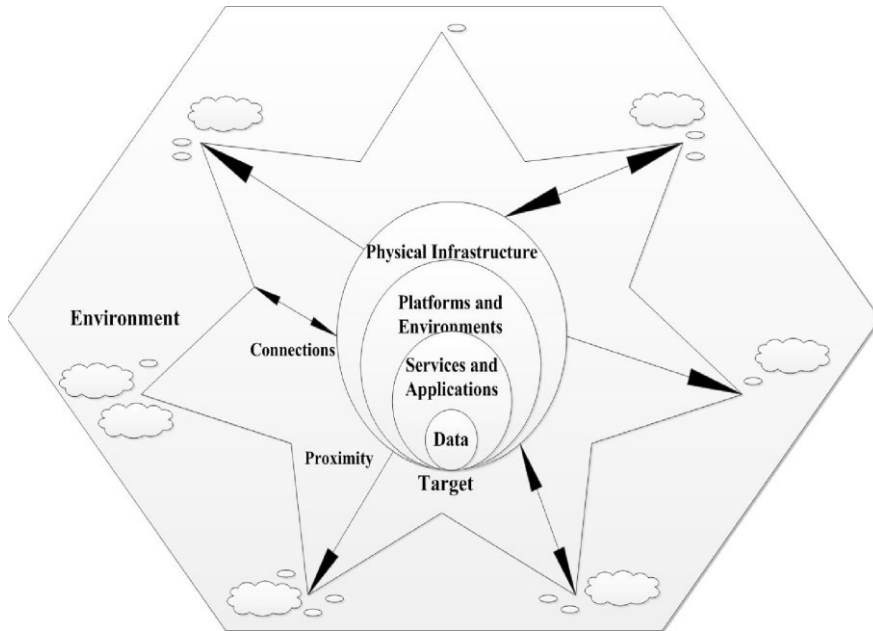 Physical Infrastructure
Platforms and
Environments
Environment
Connections
Services and
Applications
Data
Proximity
Target